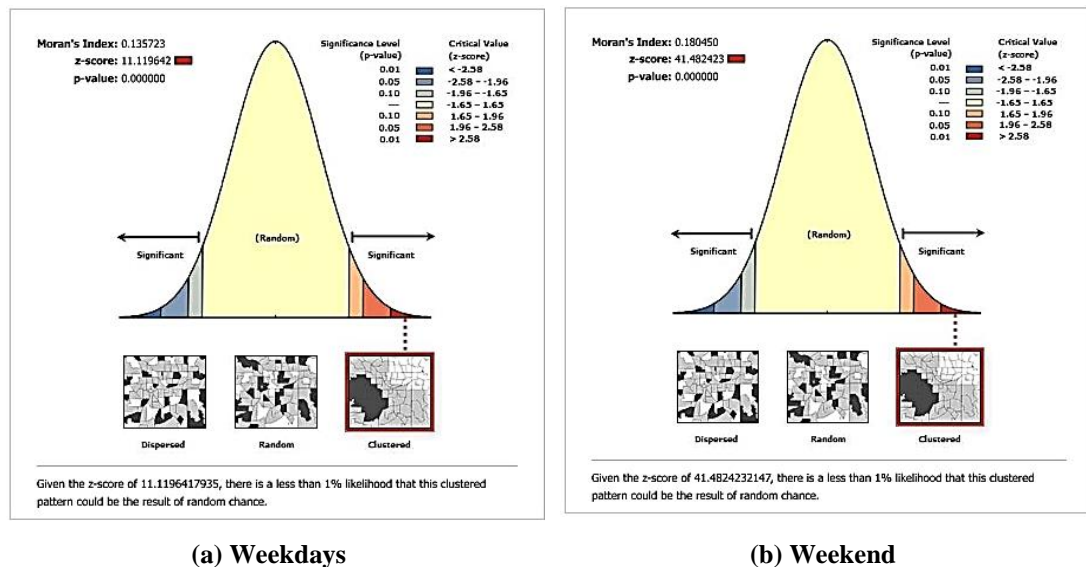 Moran's Index: 0.135723
z-score: 11.119642
p-value: 0.000000
Significance Level
(p-value)
Critical Value
(z-score)
0.01 < -2.58
0.05 -2.58 – -1.96
0.10 -1.96 – -1.65
— -1.65 – 1.65
0.10 1.65 – 1.96
0.05 1.96 – 2.58
0.01 > 2.58
(Random)
Significant
Significant
Dispersed
Random
Clustered
Given the z-score of 11.1196417935, there is a less than 1% likelihood that this clustered
pattern could be the result of random chance.
(a) Weekdays
Moran's Index: 0.180450
z-score: 41.482423
p-value: 0.000000
Significance Level
(p-value)
Critical Value
(z-score)
0.01 < -2.58
0.05 -2.58 – -1.96
0.10 -1.96 – -1.65
— -1.65 – 1.65
0.10 1.65 – 1.96
0.05 1.96 – 2.58
0.01 > 2.58
(Random)
Significant
Significant
Dispersed
Random
Clustered
Given the z-score of 41.4824232147, there is a less than 1% likelihood that this clustered
pattern could be the result of random chance.
(b) Weekend